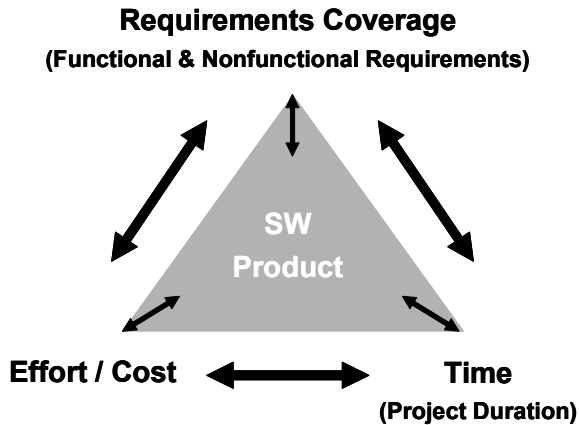 Requirements Coverage
(Functional & Nonfunctional Requirements)
SW
Product
Effort / Cost
Time
(Project Duration)